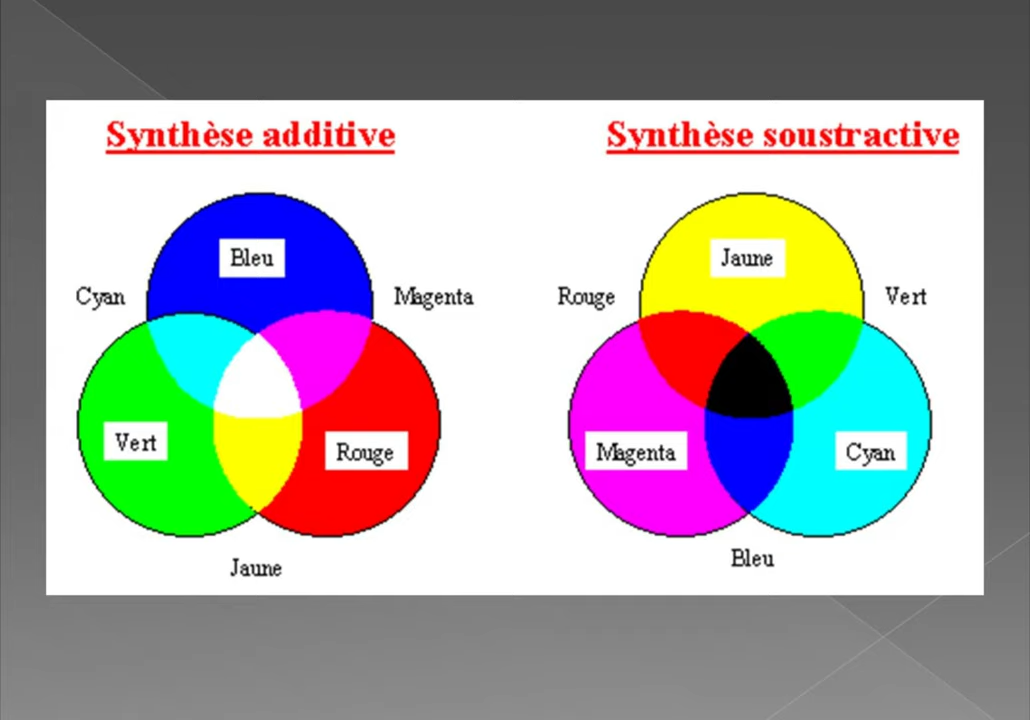 Synthèse additive
Bleu
Cyan
Magenta
Vert
Rouge
Jaune
Synthèse soustractive
Jaune
Rouge
Vert
Magenta
Cyan
Bleu